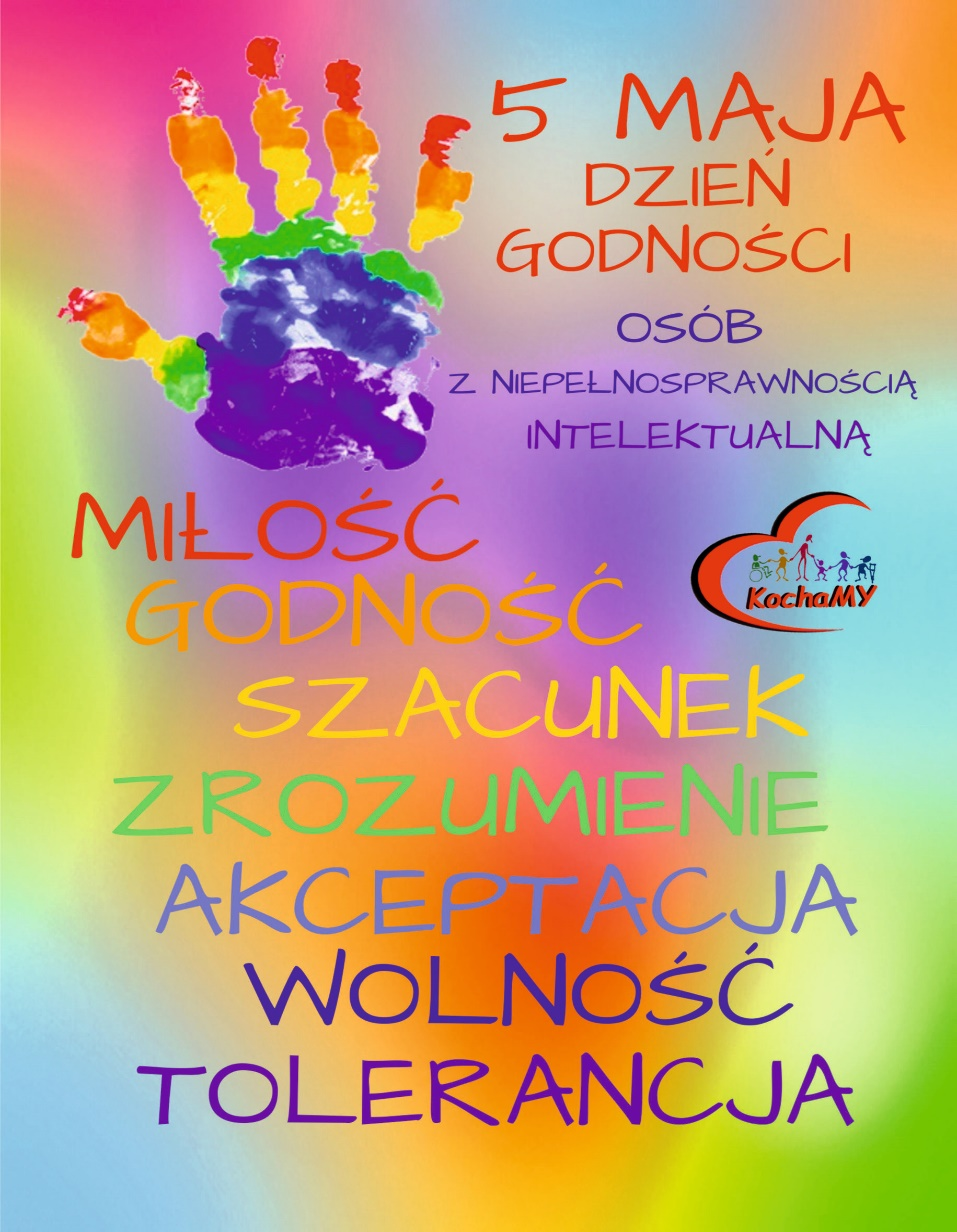 5 MAJA
DZIEŃ
GODNOŚCI
OSÓB
Z NIEPEŁNOSPRAWNOŚCIĄ
INTELEKTUALNĄ
MIŁOŚĆ
KochaMY
GODNOŚĆ
SZACUNEK
ZROZUMIENIE
AKCEPTACJA
WOLNOŚĆ
TOLERANCJA